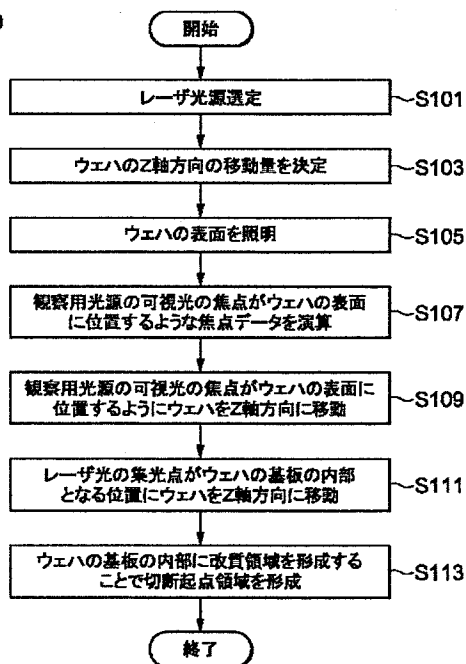 開始
レーザ光源選定
S101
ウェハのZ軸方向の移動量を決定
S103
ウェハの表面を照明
S105
観察用光源の可視光の焦点がウェハの表面
に位置するような焦点データを演算
S107
観察用光源の可視光の焦点がウェハの表面に
位置するようにウェハをZ軸方向に移動
S109
レーザ光の集光点がウェハの基板の内部
となる位置にウェハをZ軸方向に移動
S111
ウェハの基板の内部に改質領域を形成する
ことで切断起点領域を形成
S113
終了